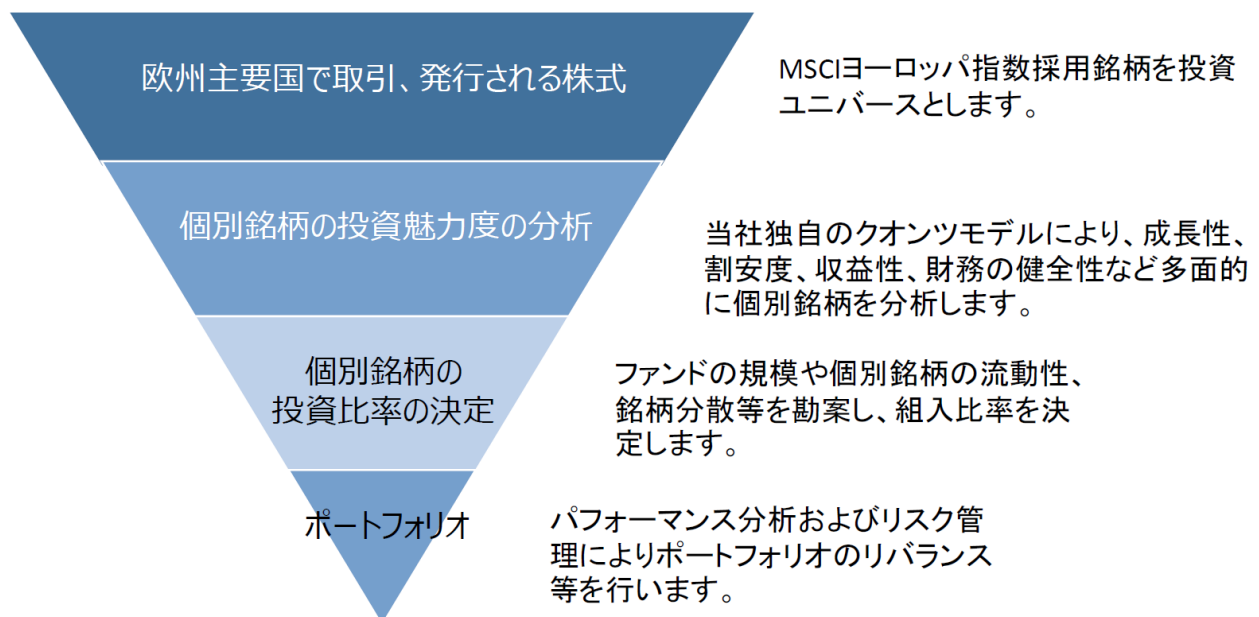 欧州主要国で取引、発行される株式
MSCIヨーロッパ指数採用銘柄を投資
ユニバースとします。
個別銘柄の投資魅力度の分析
当社独自のクオンツモデルにより、成長性、
割安度、収益性、財務の健全性など多面的
に個別銘柄を分析します。
個別銘柄の
投資比率の決定
ファンドの規模や個別銘柄の流動性、
銘柄分散等を勘案し、組入比率を決
定します。
ポートフォリオ
パフォーマンス分析およびリスク管
理によりポートフォリオのリバランス
等を行います。